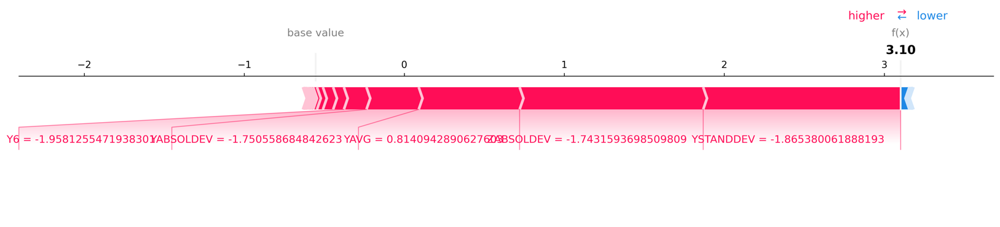 higher ⇄ lower
base value f(x)
3.10
−2 −1 0 1 2 3
Y6 = -1.9581255471938301 YABSOLDEV = -1.750558684842623 YAVG = 0.8140942890627603 ZABSOLDEV = -1.7431593698509809 YSTANDDEV = -1.865380061888193